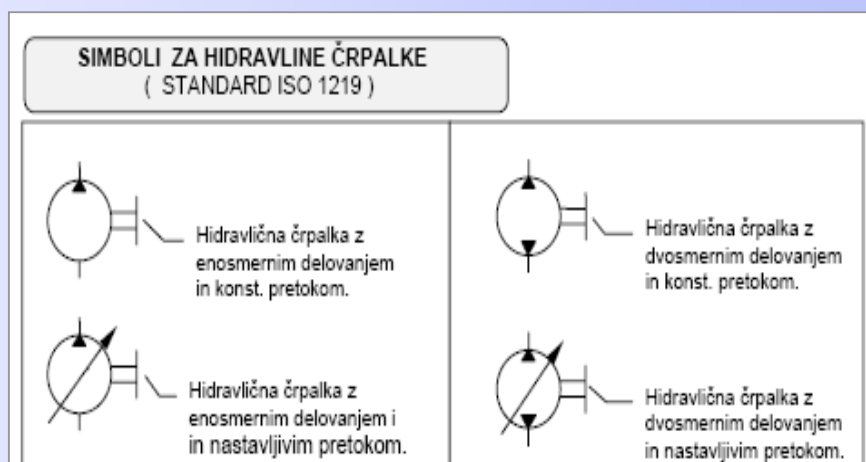 SIMBOLI ZA HIDRAVLINE ČRPALKE
( STANDARD ISO 1219 )
Hidravlična črpalka z
enosmernim delovanjem
in konst. pretokom.
Hidravlična črpalka z
dvosmernim delovanjem
in konst. pretokom.
Hidravlična črpalka z
enosmernim delovanjem i
in nastavljivim pretokom.
Hidravlična črpalka z
dvosmernim delovanjem
in nastavljivim pretokom.